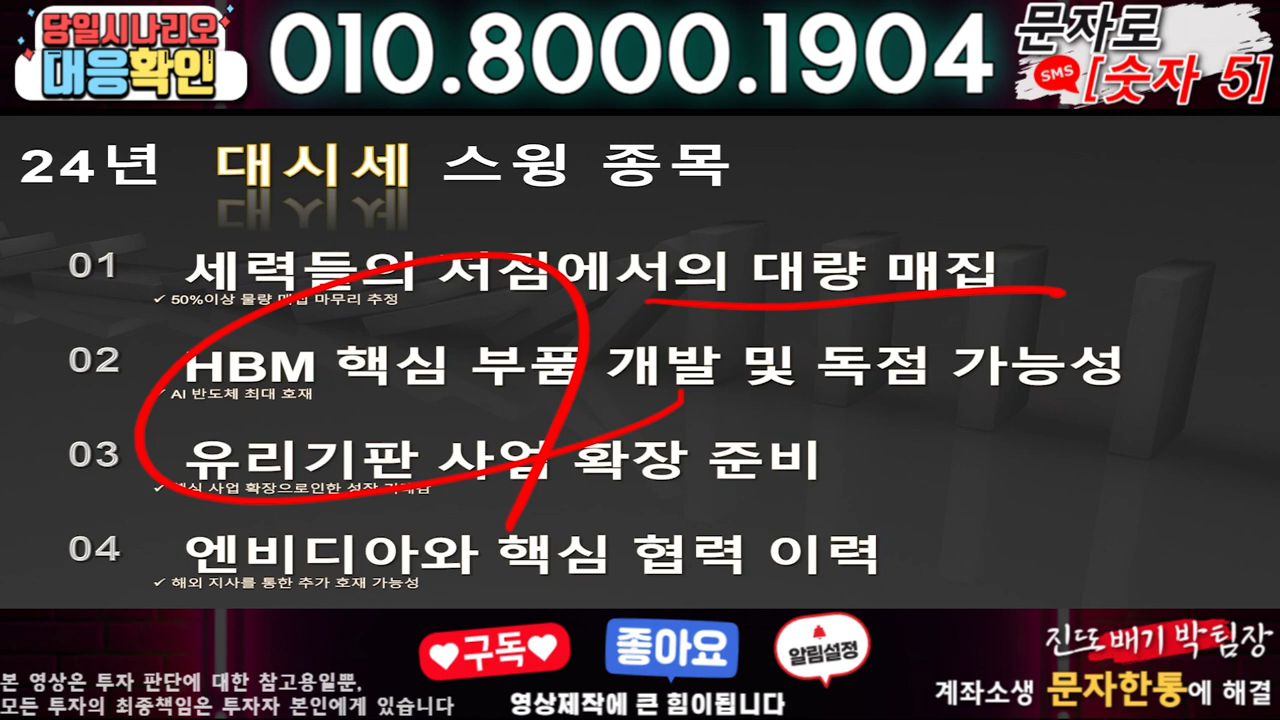 당일시나리오
대응확인
010.8000.1904
문자로
SMS [숫자 5]
24년 대시세 스윙 종목
01 세력들의 저점에서의 대량 매집
✓ 50%이상 물량 매집 마무리 추정
02 HBM 핵심 부품 개발 및 독점 가능성
✓ AI 반도체 최대 호재
03 유리기판 사업 확장 준비
✓ 핵심 사업 확장으로인한 성장 기대감
04 엔비디아와 핵심 협력 이력
✓ 해외 지사를 통한 추가 호재 가능성
구독
좋아요
알림설정
영상제작에 큰 힘이됩니다
본 영상은 투자 판단에 대한 참고용일뿐,
모든 투자의 최종책임은 투자자 본인에게 있습니다
진또배기 박팀장
계좌소생 문자한통에 해결